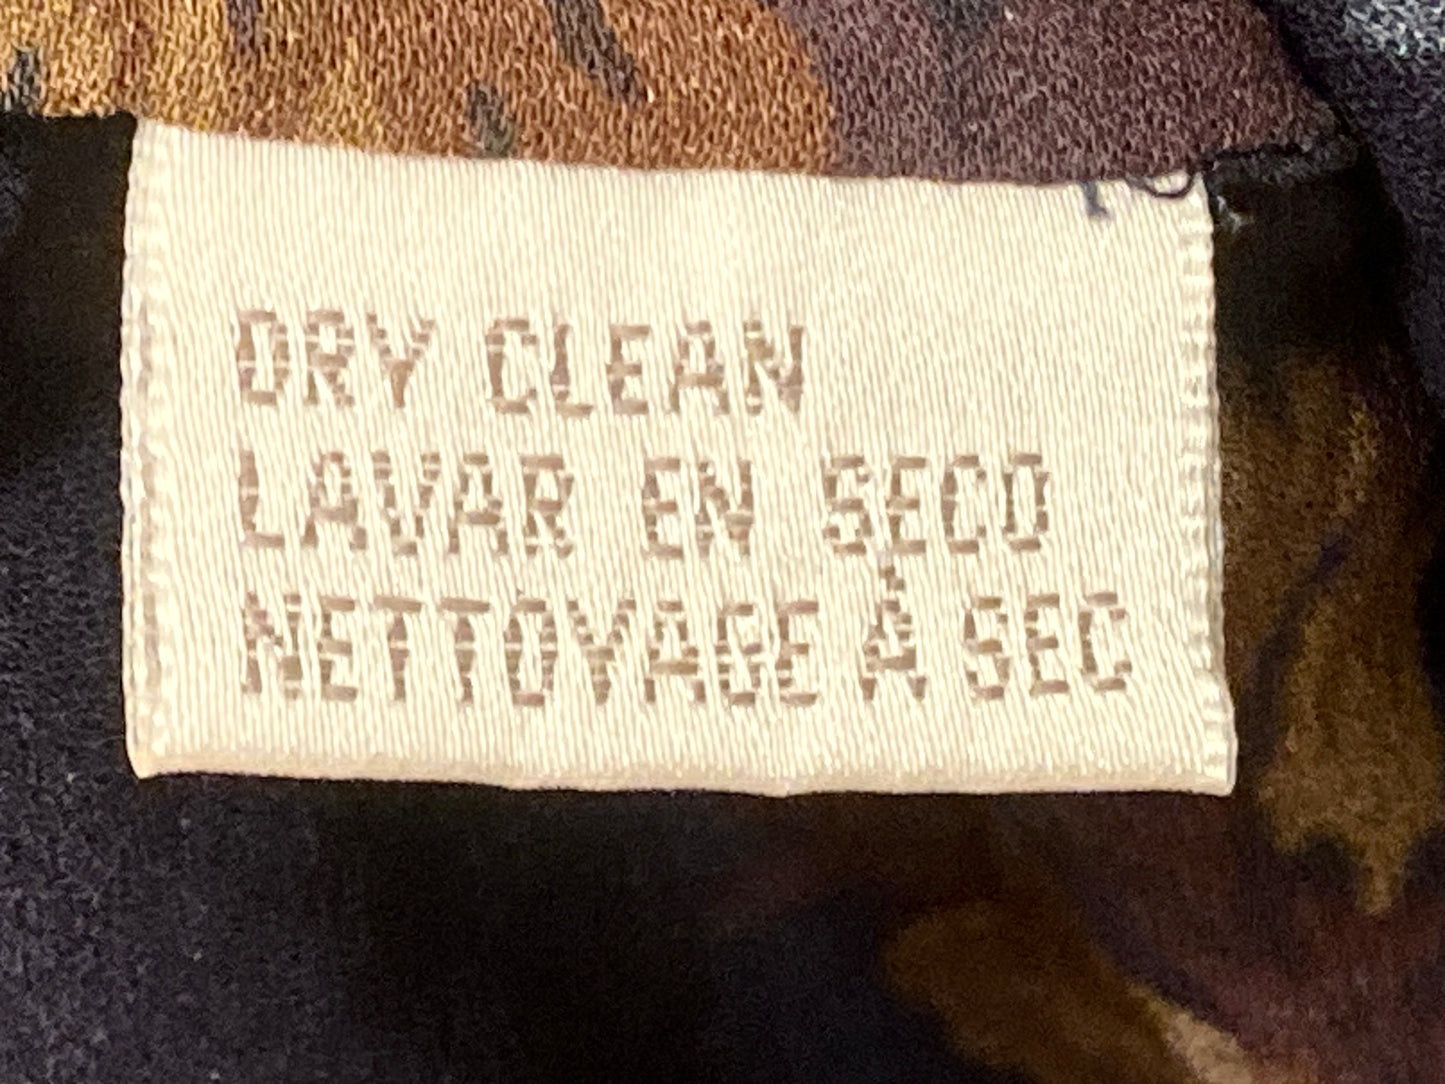 DRY CLEAN
LAVAR EN SECO
NETTOYAGE À SEC